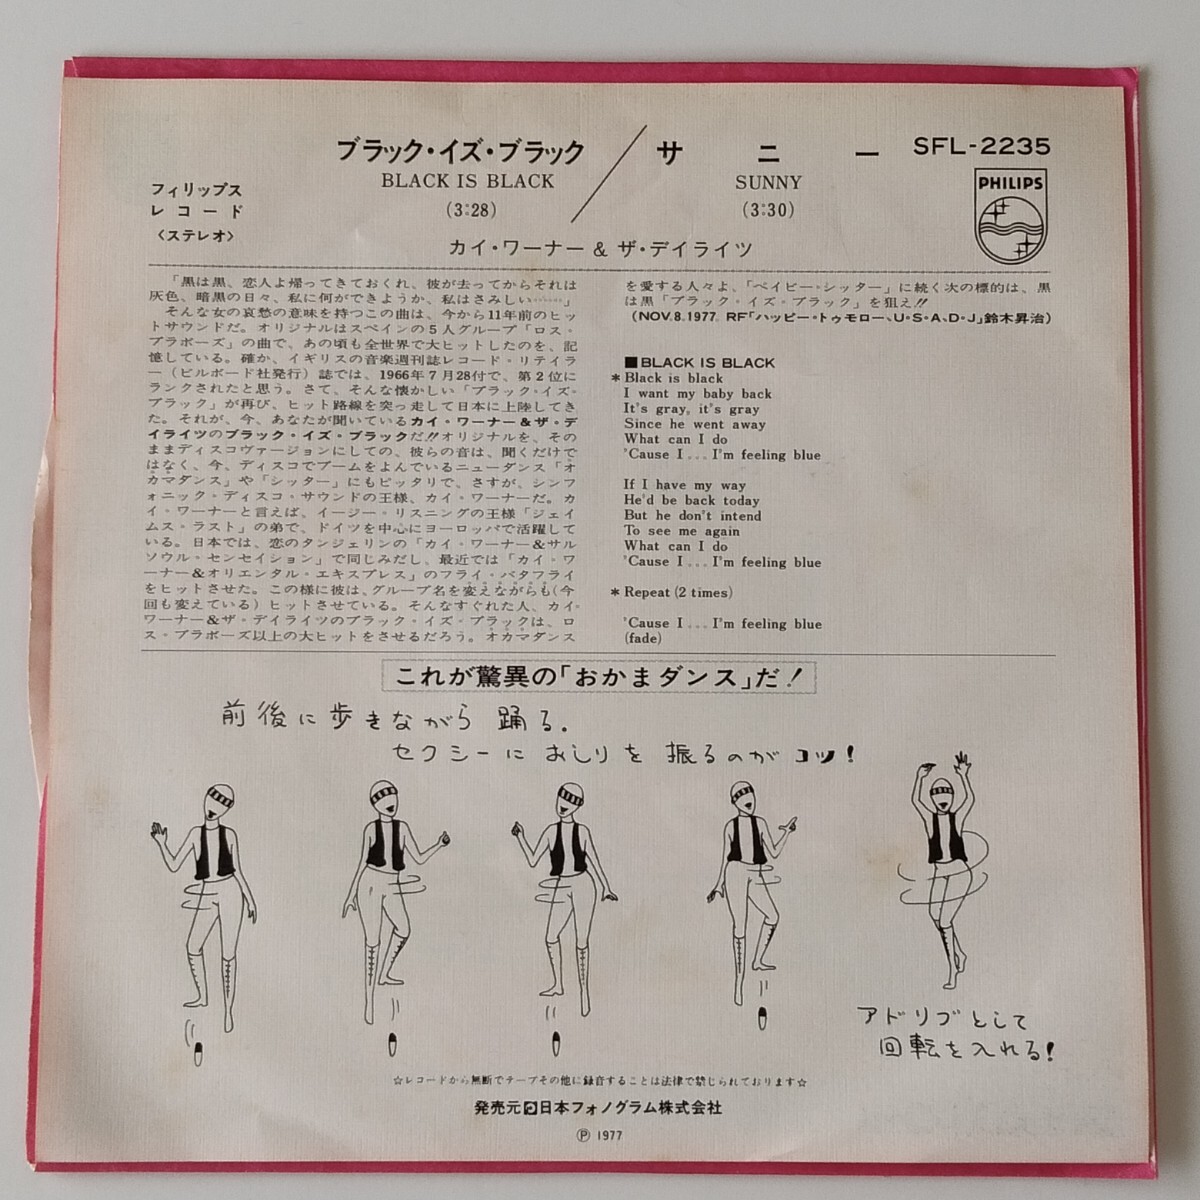 ブラック・イズ・ブラック／サニー SFL-2235
BLACK IS BLACK SUNNY
(3:28) (3:30)
フィリップス
レコード
〈ステレオ〉
PHILIPS
カイ・ワーナー & ザ・デイライツ
「黒は黒、恋人よ帰ってきておくれ、彼が去ってからそれは
灰色、暗黒の日々、私に何ができようか、私はさみしい……」
そんな女の哀愁の意味を持つこの曲は、今から11年前のヒッ
トサウンドだ。オリジナルはスペインの5人グループ「ロス・
ブラボーズ」の曲で、あの頃も全世界で大ヒットしたのを、記
憶している。確か、イギリスの音楽週刊誌レコード・リテイラ
ー（ビルボード社発行）誌では、1966年7月28付で、第2位に
ランクされたと思う。さて、そんな懐かしい「ブラック・イズ・
ブラック」が再び、ヒット路線を突っ走して日本に上陸してき
た。それが、今、あなたが聞いているカイ・ワーナー＆ザ・デ
イライツのブラック・イズ・ブラックだ!!オリジナルを、その
ままディスコヴァージョンにしての、彼らの音は、聞くだけで
はなく、今、ディスコでブームをよんでいるニューダンス「オ
カマダンス」や「シッター」にもピッタリで、さすが、シンフ
ォニック・ディスコ・サウンドの王様、カイ・ワーナーだ。カ
イ・ワーナーと言えば、イージー・リスニングの王様「ジェイ
ムス・ラスト」の弟で、ドイツを中心にヨーロッパで活躍して
いる。日本では、恋のタンジェリンの「カイ・ワーナー＆サル
ソウル・センセイション」で同じみだし、最近では「カイ・ワ
ーナー＆オリエンタル・エキスプレス」のフライ・バタフライ
をヒットさせた。この様に彼は、グループ名を変えながらも(今
回も変えている）ヒットさせている。そんなすぐれた人、カイ・
ワーナー＆ザ・デイライツのブラック・イズ・ブラックは、ロ
ス・ブラボーズ以上の大ヒットをさせるだろう。オカマダンス
を愛する人々よ、「ベイビー・シッター」に続く次の標的は、黒
は黒「ブラック・イズ・ブラック」を狙え!!
(NOV.8.1977. RF「ハッピー・トゥモロー、U・S・A、D・J」鈴木昇治)
■BLACK IS BLACK
＊Black is black
I want my baby back
It's gray, it's gray
Since he went away
What can I do
'Cause I...I'm feeling blue
If I have my way
He'd be back today
But he don't intend
To see me again
What can I do
'Cause I...I'm feeling blue
＊Repeat (2 times)
'Cause I...I'm feeling blue
(fade)
これが驚異の「おかまダンス」だ！
前後に歩きながら 踊る.
セクシーに おしりを 振るのが コツ！
アドリブとして
回転を入れる！
☆レコードから無断でテープその他に録音することは法律で禁じられております☆
発売元 日本フォノグラム株式会社
Ⓟ 1977